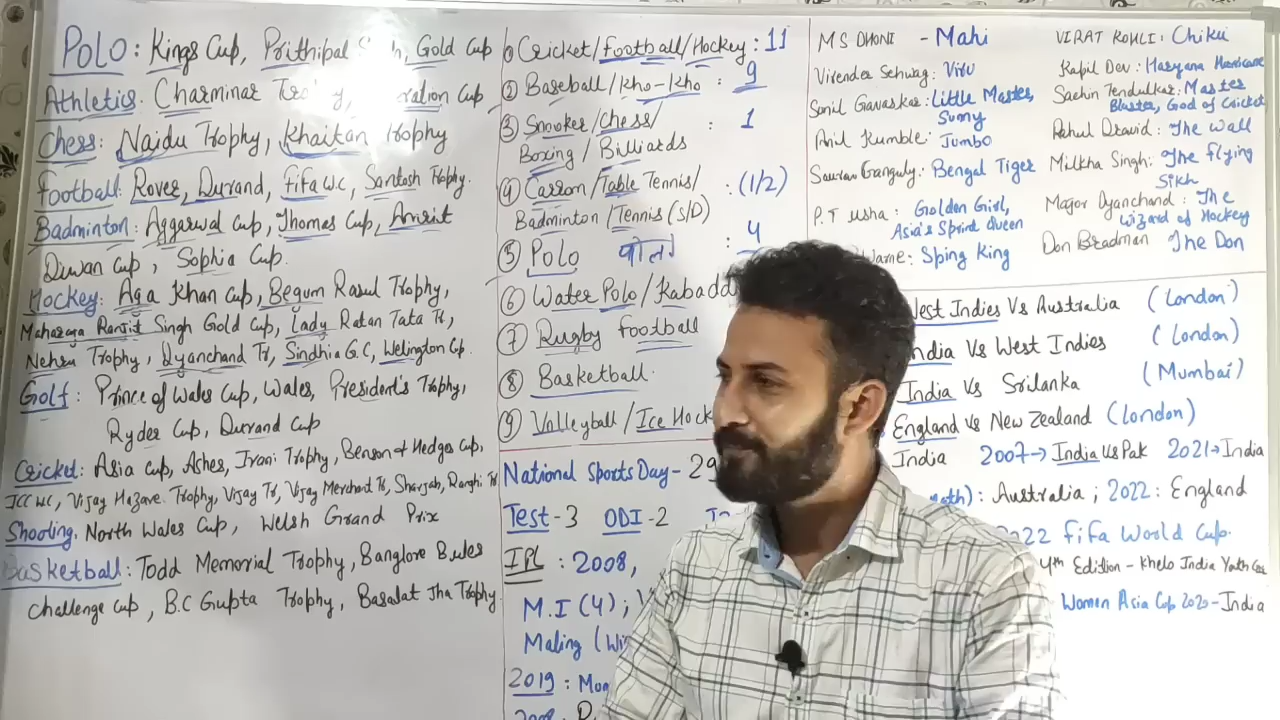 POLO : Kings Cup, Prithipal Gold Cup
Athletics : Charminar Cup
Chess : Naidu Trophy, Khaitan Trophy
Football : Rover, Durand, FiFa W.C, Santosh Trophy.
Badminton : Aggarwal Cup, Thomas Cup, Amrit
Diwan Cup, Sophia Cup.
Hockey : Aga Khan Cup, Begum Rasul Trophy,
Maharaja Ranjit Singh Gold Cup, Lady Ratan Tata Tr,
Nehru Trophy, Dyanchand Tr, Sindhia G.C, Welington Cp.
Golf : Prince of Wales Cup, Wales, President's Trophy,
Ryder Cup, Durand Cup
Cricket : Asia Cup, Ashes, Irani Trophy, Benson & Hedges Cup,
ICC WC, Vijay Hazare Trophy, Vijay Tr, Vijay Merchant Tr, Sharjah, Ranji Tr
Shooting. North Wales Cup, Welsh Grand Prix
Basketball : Todd Memorial Trophy, Banglore Bules
Challenge Cup, B.C Gupta Trophy, Basalat Jha Trophy.
① Cricket/Football/Hockey : 11
② Baseball/Kho-Kho : 9
③ Snooker/Chess/ : 1
Boxing / Billiards
④ Carrom/Table Tennis/ : (1/2)
Badminton /Tennis (S/D)
⑤ Polo पोलो : 4
⑥ Water Polo/Kabadd
⑦ Rugby Football
⑧ Basketball.
⑨ Volleyball/Ice Hock
National Sports Day - 29
Test-3 ODI-2
IPL : 2008,
M.I (4) ;
Maling (Wi
2019 : Mon
2008
MS DHONI - Mahi
Virender Sehwag : Viru
Sunil Gavaskar : Little Master,
Sunny
Anil Kumble : Jumbo
Saurav Ganguly : Bengal Tiger
P.T Usha : Golden Girl,
Asia's Sprint Queen
Warne : Sping King
VIRAT KOHLI : Chiku
Kapil Dev : Haryana Hurricane
Sachin Tendulkar : Master
Blaster, God of Cricket
Rahul Dravid : The Wall
Milkha Singh : The Flying
Sikh
Major Dyanchand : The
Wizard of Hockey
Don Bradman The Don
West Indies Vs Australia (London)
India Vs West Indies (London)
India Vs Srilanka (Mumbai)
England Vs New Zealand (London)
India 2007→ India Vs Pak 2021→India
: Australia ; 2022 : England
2022 FiFa World Cup.
4th Edition - Khelo India Youth
Women Asia Cup 2020-India